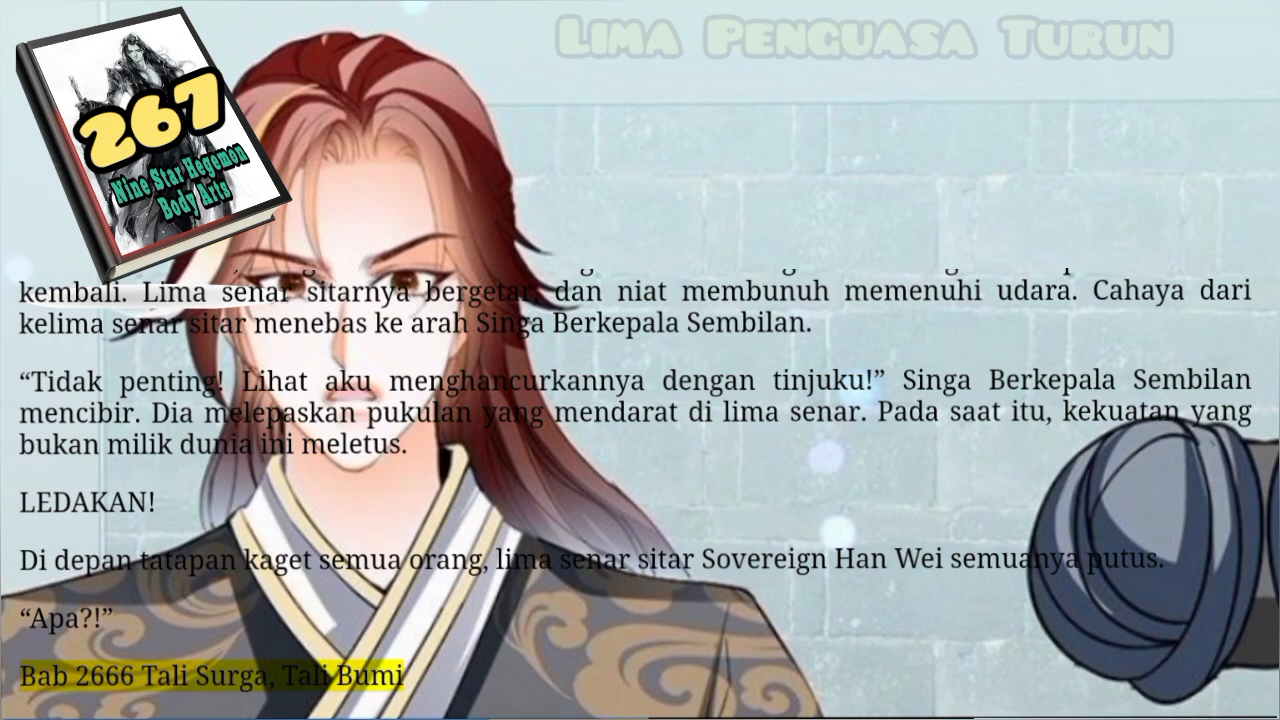 Lima Penguasa Turun
267
Nine Star Hegemon
Body Arts
kembali. Lima senar sitarnya bergetar, dan niat membunuh memenuhi udara. Cahaya dari
kelima senar sitar menebas ke arah Singa Berkepala Sembilan.
“Tidak penting! Lihat aku menghancurkannya dengan tinjuku!” Singa Berkepala Sembilan
mencibir. Dia melepaskan pukulan yang mendarat di lima senar. Pada saat itu, kekuatan yang
bukan milik dunia ini meletus.
LEDAKAN!
Di depan tatapan kaget semua orang, lima senar sitar Sovereign Han Wei semuanya putus.
“Apa?!”
Bab 2666 Tali Surga, Tali Bumi